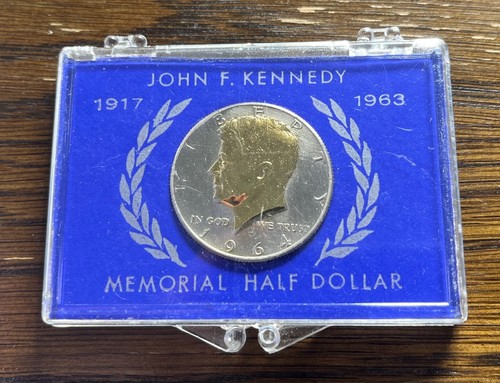 JOHN F. KENNEDY
1917 1963
LIBERTY
IN GOD WE TRUST
1964
MEMORIAL HALF DOLLAR